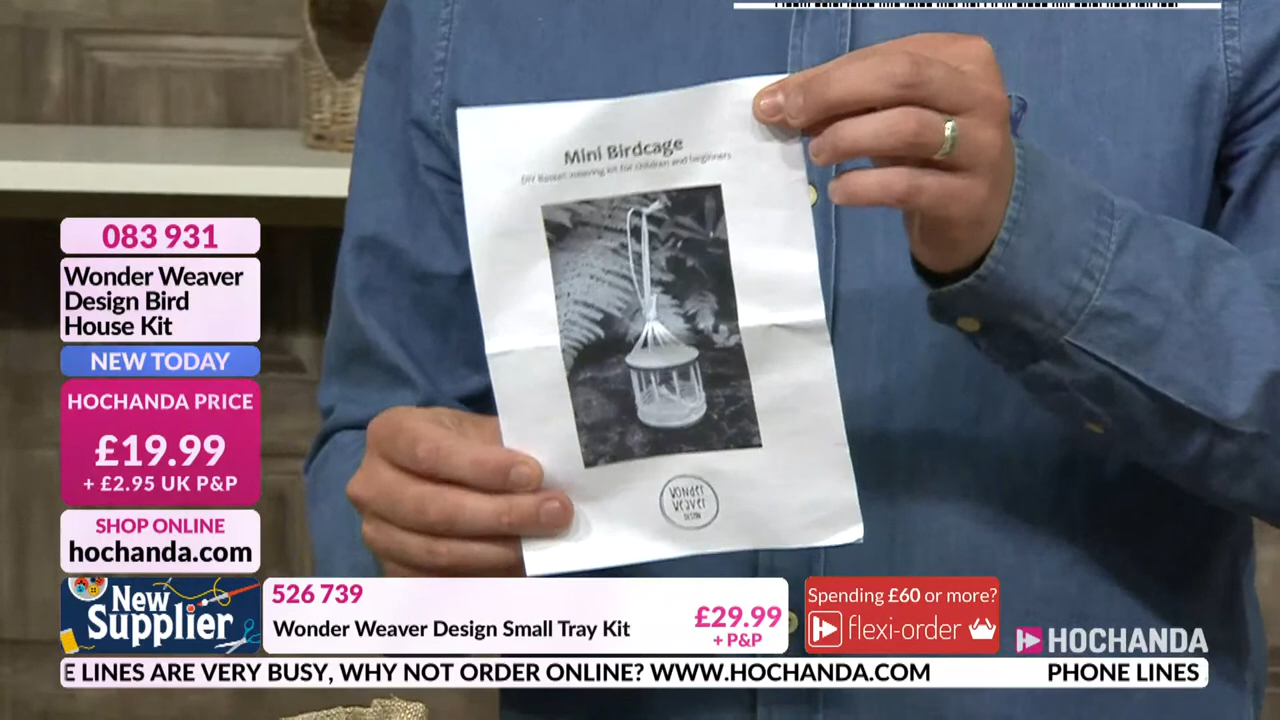 Mini Birdcage
DIY Basket weaving kit for children and beginners
WONDER
WEAVER
DESIGN
083 931
Wonder Weaver
Design Bird
House Kit
NEW TODAY
HOCHANDA PRICE
£19.99
+ £2.95 UK P&P
SHOP ONLINE
hochanda.com
New
Supplier
526 739
Wonder Weaver Design Small Tray Kit
£29.99
+ P&P
Spending £60 or more?
flexi-order
HOCHANDA
E LINES ARE VERY BUSY, WHY NOT ORDER ONLINE? WWW.HOCHANDA.COM
PHONE LINES